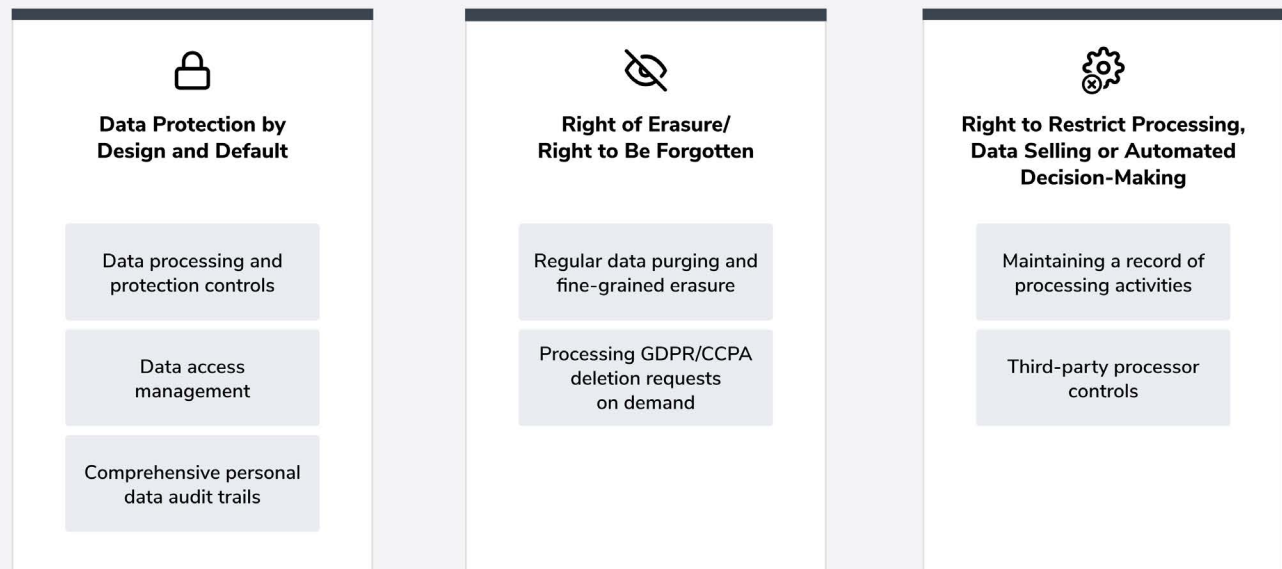 Data Protection by
Design and Default
Data processing and
protection controls
Data access
management
Comprehensive personal
data audit trails
Right of Erasure/
Right to Be Forgotten
Regular data purging and
fine-grained erasure
Processing GDPR/CCPA
deletion requests
on demand
Right to Restrict Processing,
Data Selling or Automated
Decision-Making
Maintaining a record of
processing activities
Third-party processor
controls